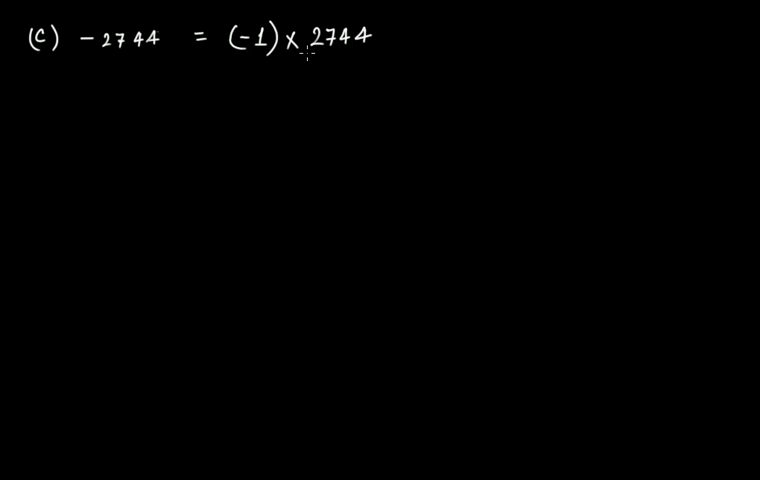 (c) - 2744 = (-1) × 2744